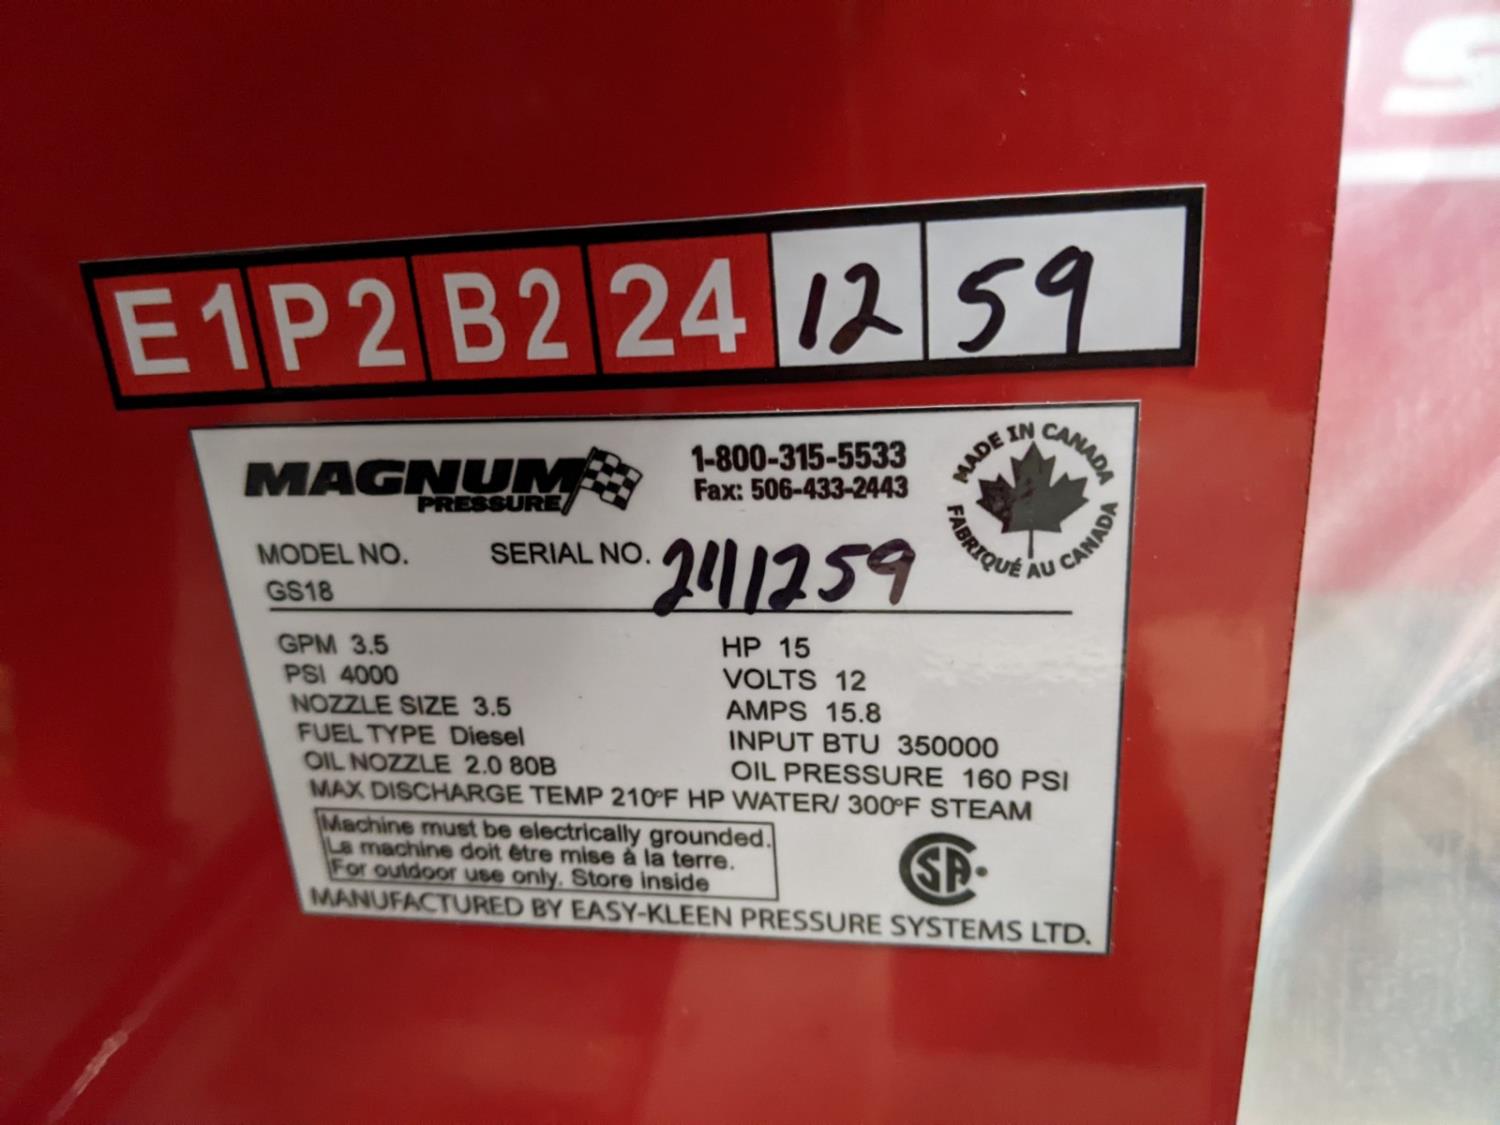 E1 P2 B2 24 12 59
MAGNUM
PRESSURE
1-800-315-5533
Fax: 506-433-2443
MADE IN CANADA
FABRIQUÉ AU CANADA
MODEL NO. SERIAL NO. 2411259
GS18
GPM 3.5 HP 15
PSI 4000 VOLTS 12
NOZZLE SIZE 3.5 AMPS 15.8
FUEL TYPE Diesel INPUT BTU 350000
OIL NOZZLE 2.0 80B OIL PRESSURE 160 PSI
MAX DISCHARGE TEMP 210°F HP WATER/ 300°F STEAM
Machine must be electrically grounded.
La machine doit être mise à la terre.
For outdoor use only. Store inside
SA
MANUFACTURED BY EASY-KLEEN PRESSURE SYSTEMS LTD.